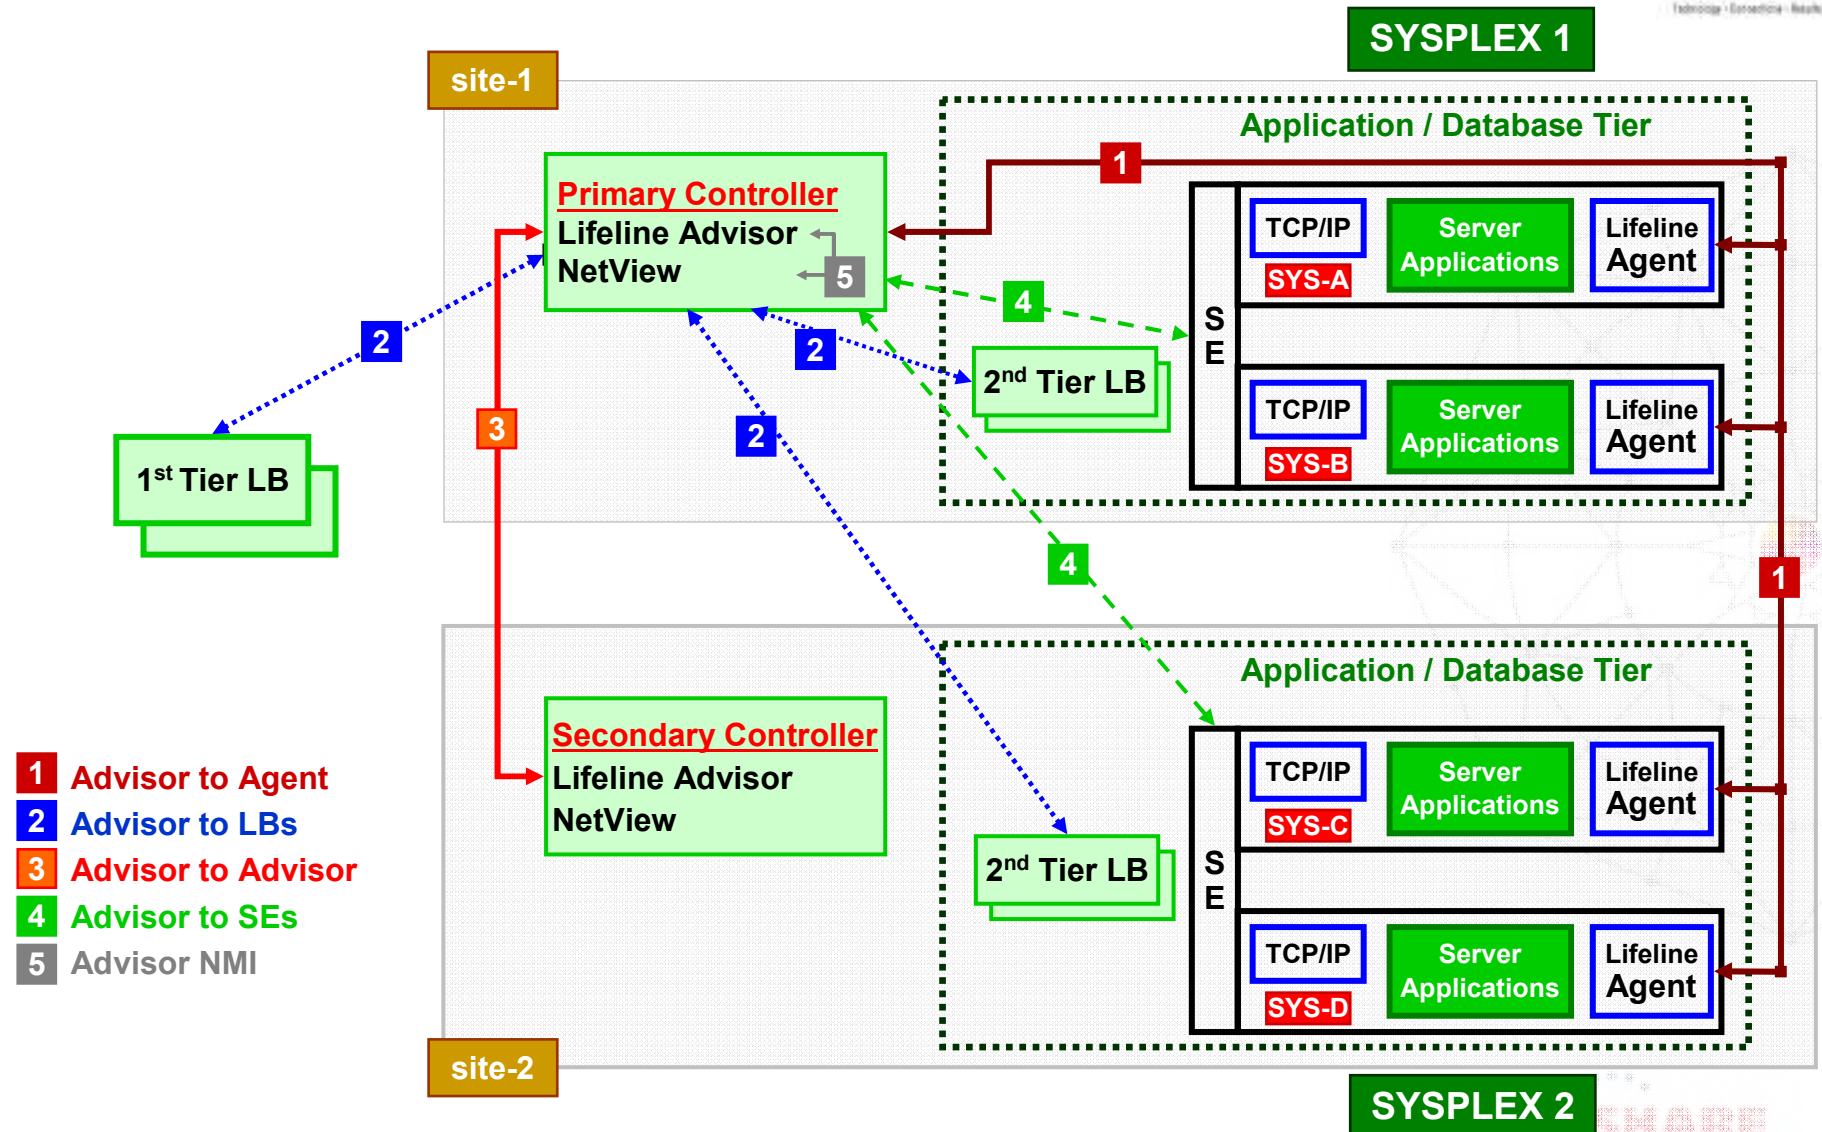 SYSPLEX 1
site-1
Application / Database Tier
1
Primary Controller
Lifeline Advisor
NetView
5
TCP/IP
SYS-A
Server
Applications
Lifeline
Agent
4
S
E
2
2
2nd Tier LB
TCP/IP
SYS-B
Server
Applications
Lifeline
Agent
3
2
1st Tier LB
4
1
Application / Database Tier
Secondary Controller
Lifeline Advisor
NetView
TCP/IP
SYS-C
Server
Applications
Lifeline
Agent
2nd Tier LB
S
E
TCP/IP
SYS-D
Server
Applications
Lifeline
Agent
1 Advisor to Agent
2 Advisor to LBs
3 Advisor to Advisor
4 Advisor to SEs
5 Advisor NMI
site-2
SYSPLEX 2